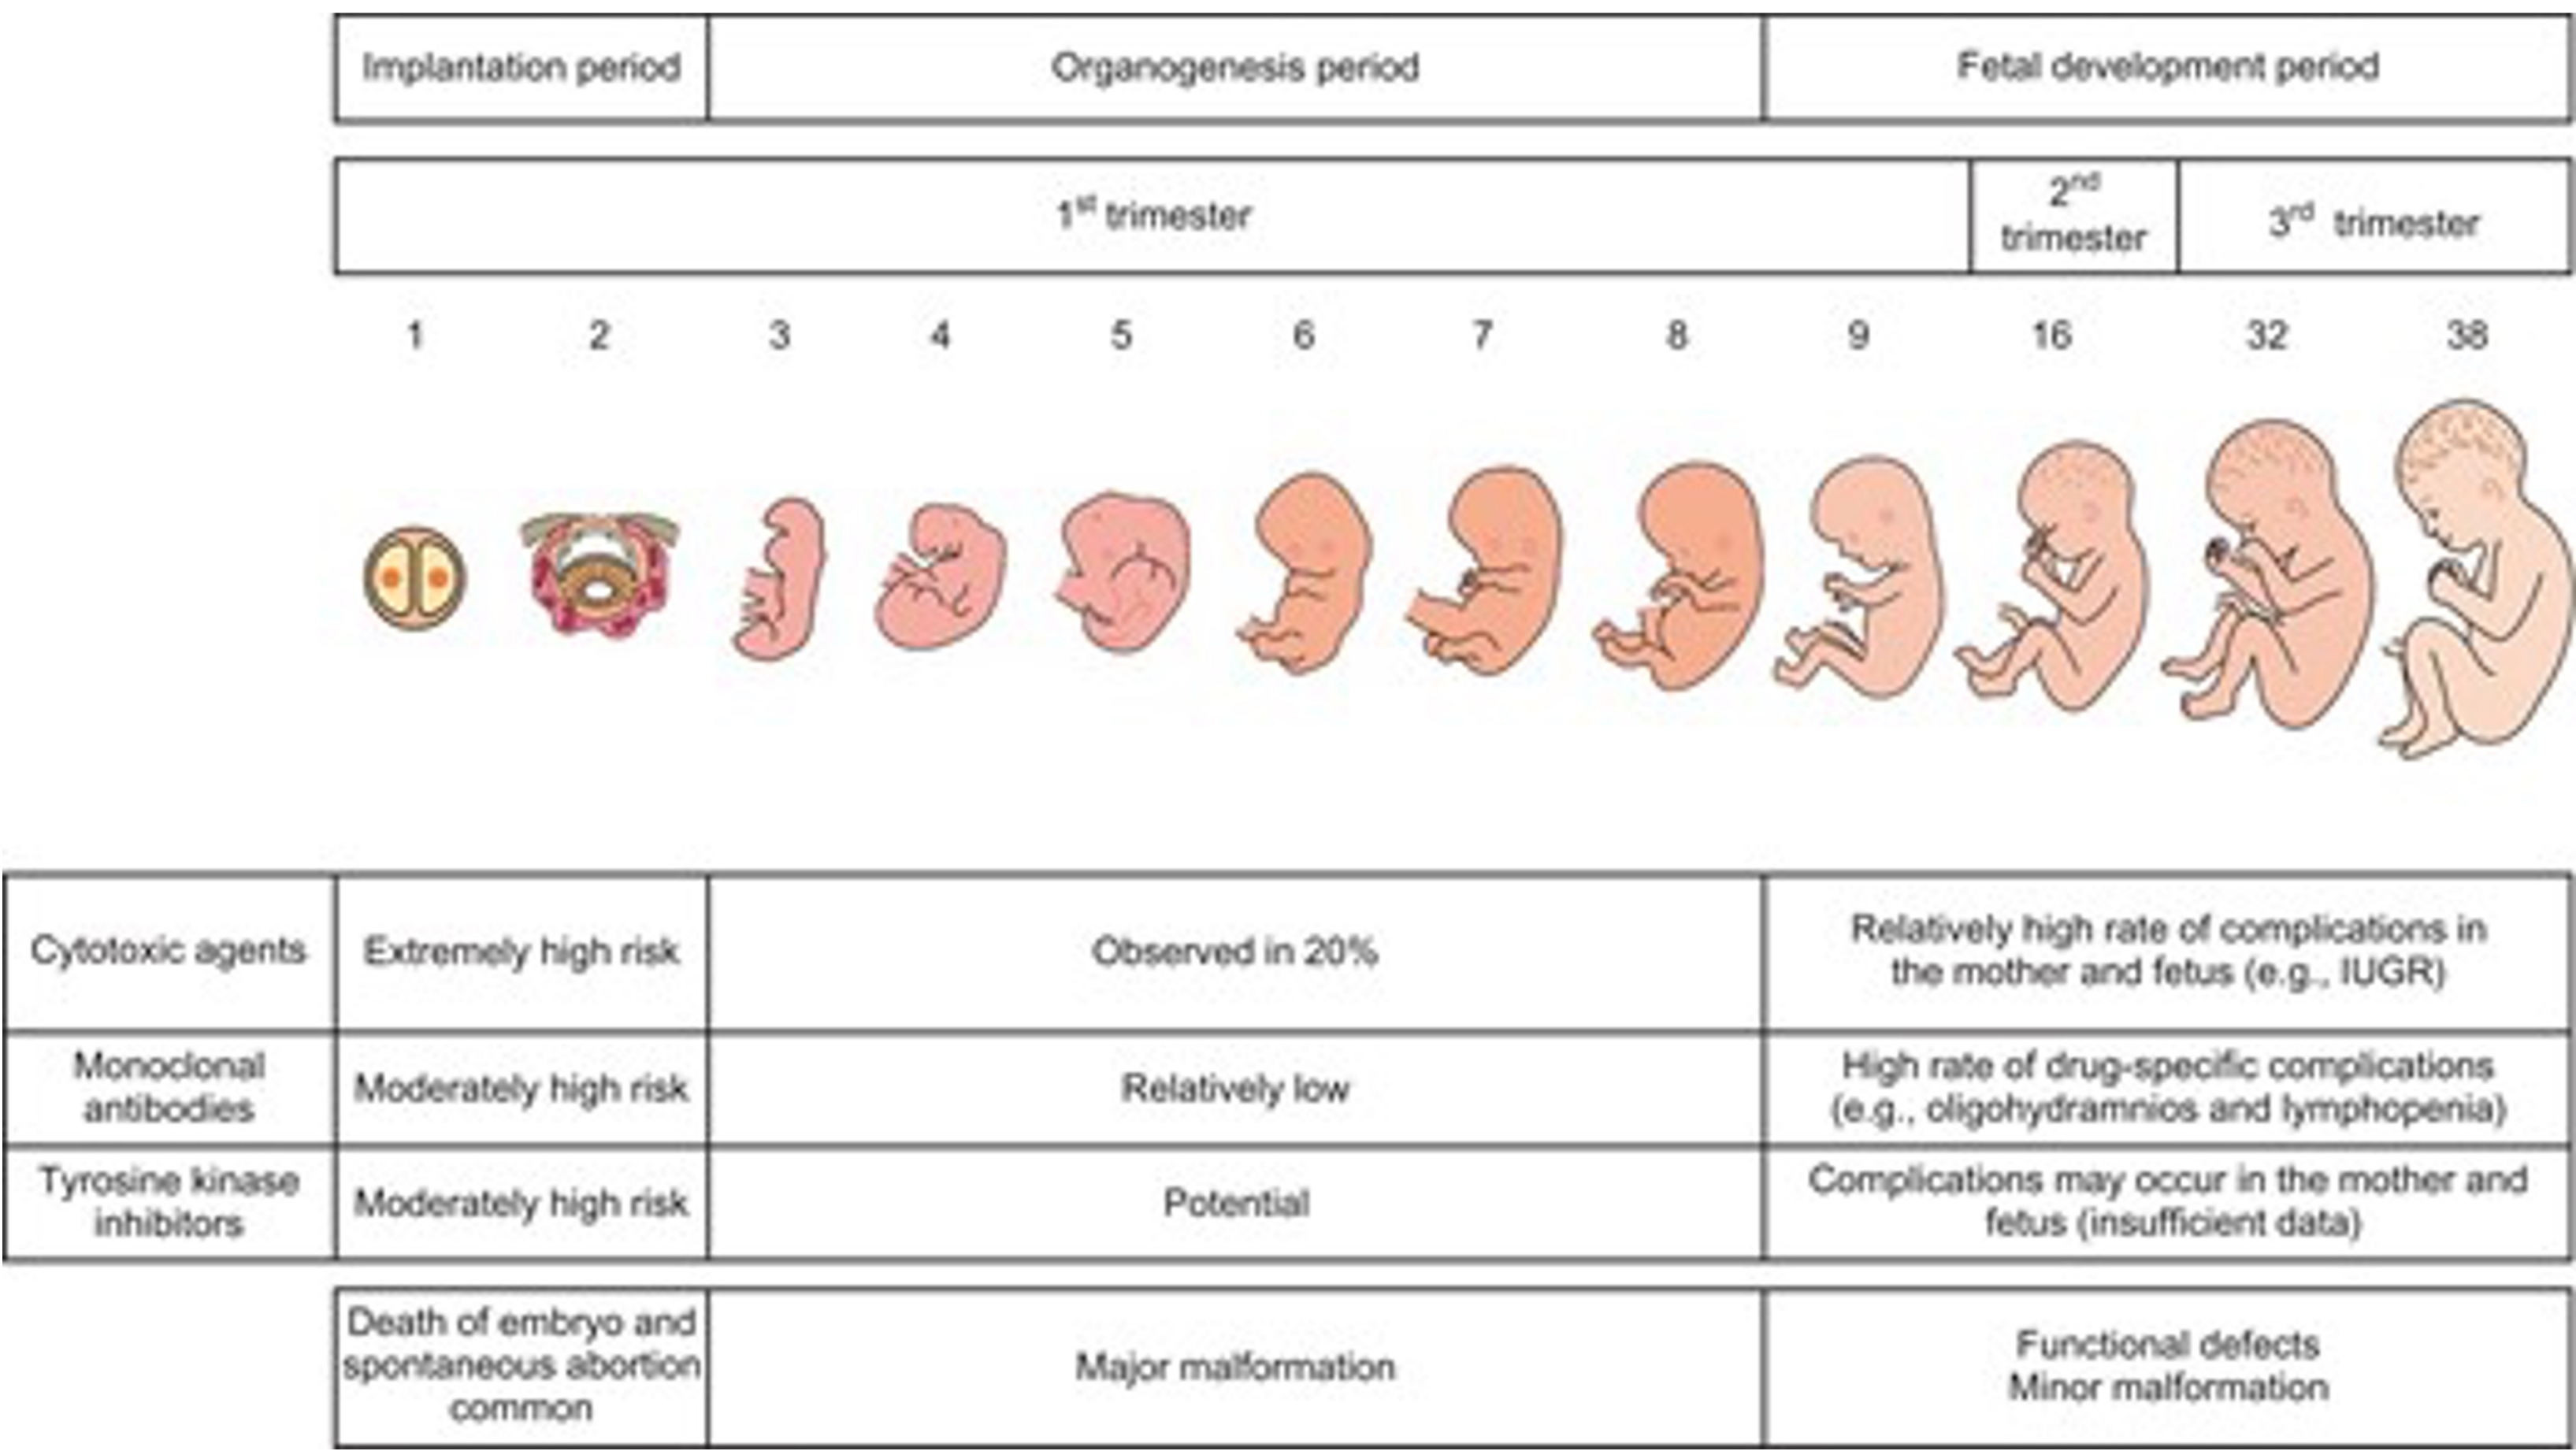 Implantation period
Organogenesis period
Fetal development period
1st trimester
2nd
trimester
3rd trimester
1 2 3 4 5 6 7 8 9 16 32 38
Cytotoxic agents
Extremely high risk
Observed in 20%
Relatively high rate of complications in
the mother and fetus (e.g., IUGR)
Monoclonal
antibodies
Moderately high risk
Relatively low
High rate of drug-specific complications
(e.g., oligohydramnios and lymphopenia)
Tyrosine kinase
inhibitors
Moderately high risk
Potential
Complications may occur in the mother and
fetus (insufficient data)
Death of embryo and
spontaneous abortion
common
Major malformation
Functional defects
Minor malformation